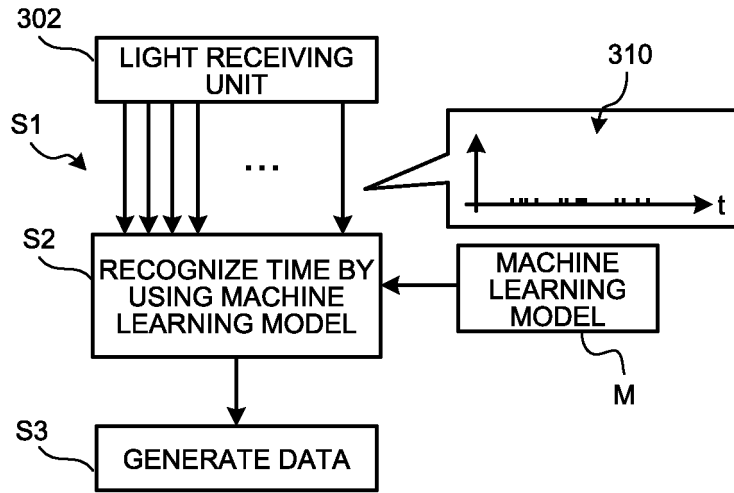 302
LIGHT RECEIVING
UNIT
310
S1
...
t
S2
RECOGNIZE TIME BY
USING MACHINE
LEARNING MODEL
MACHINE
LEARNING
MODEL
M
S3
GENERATE DATA